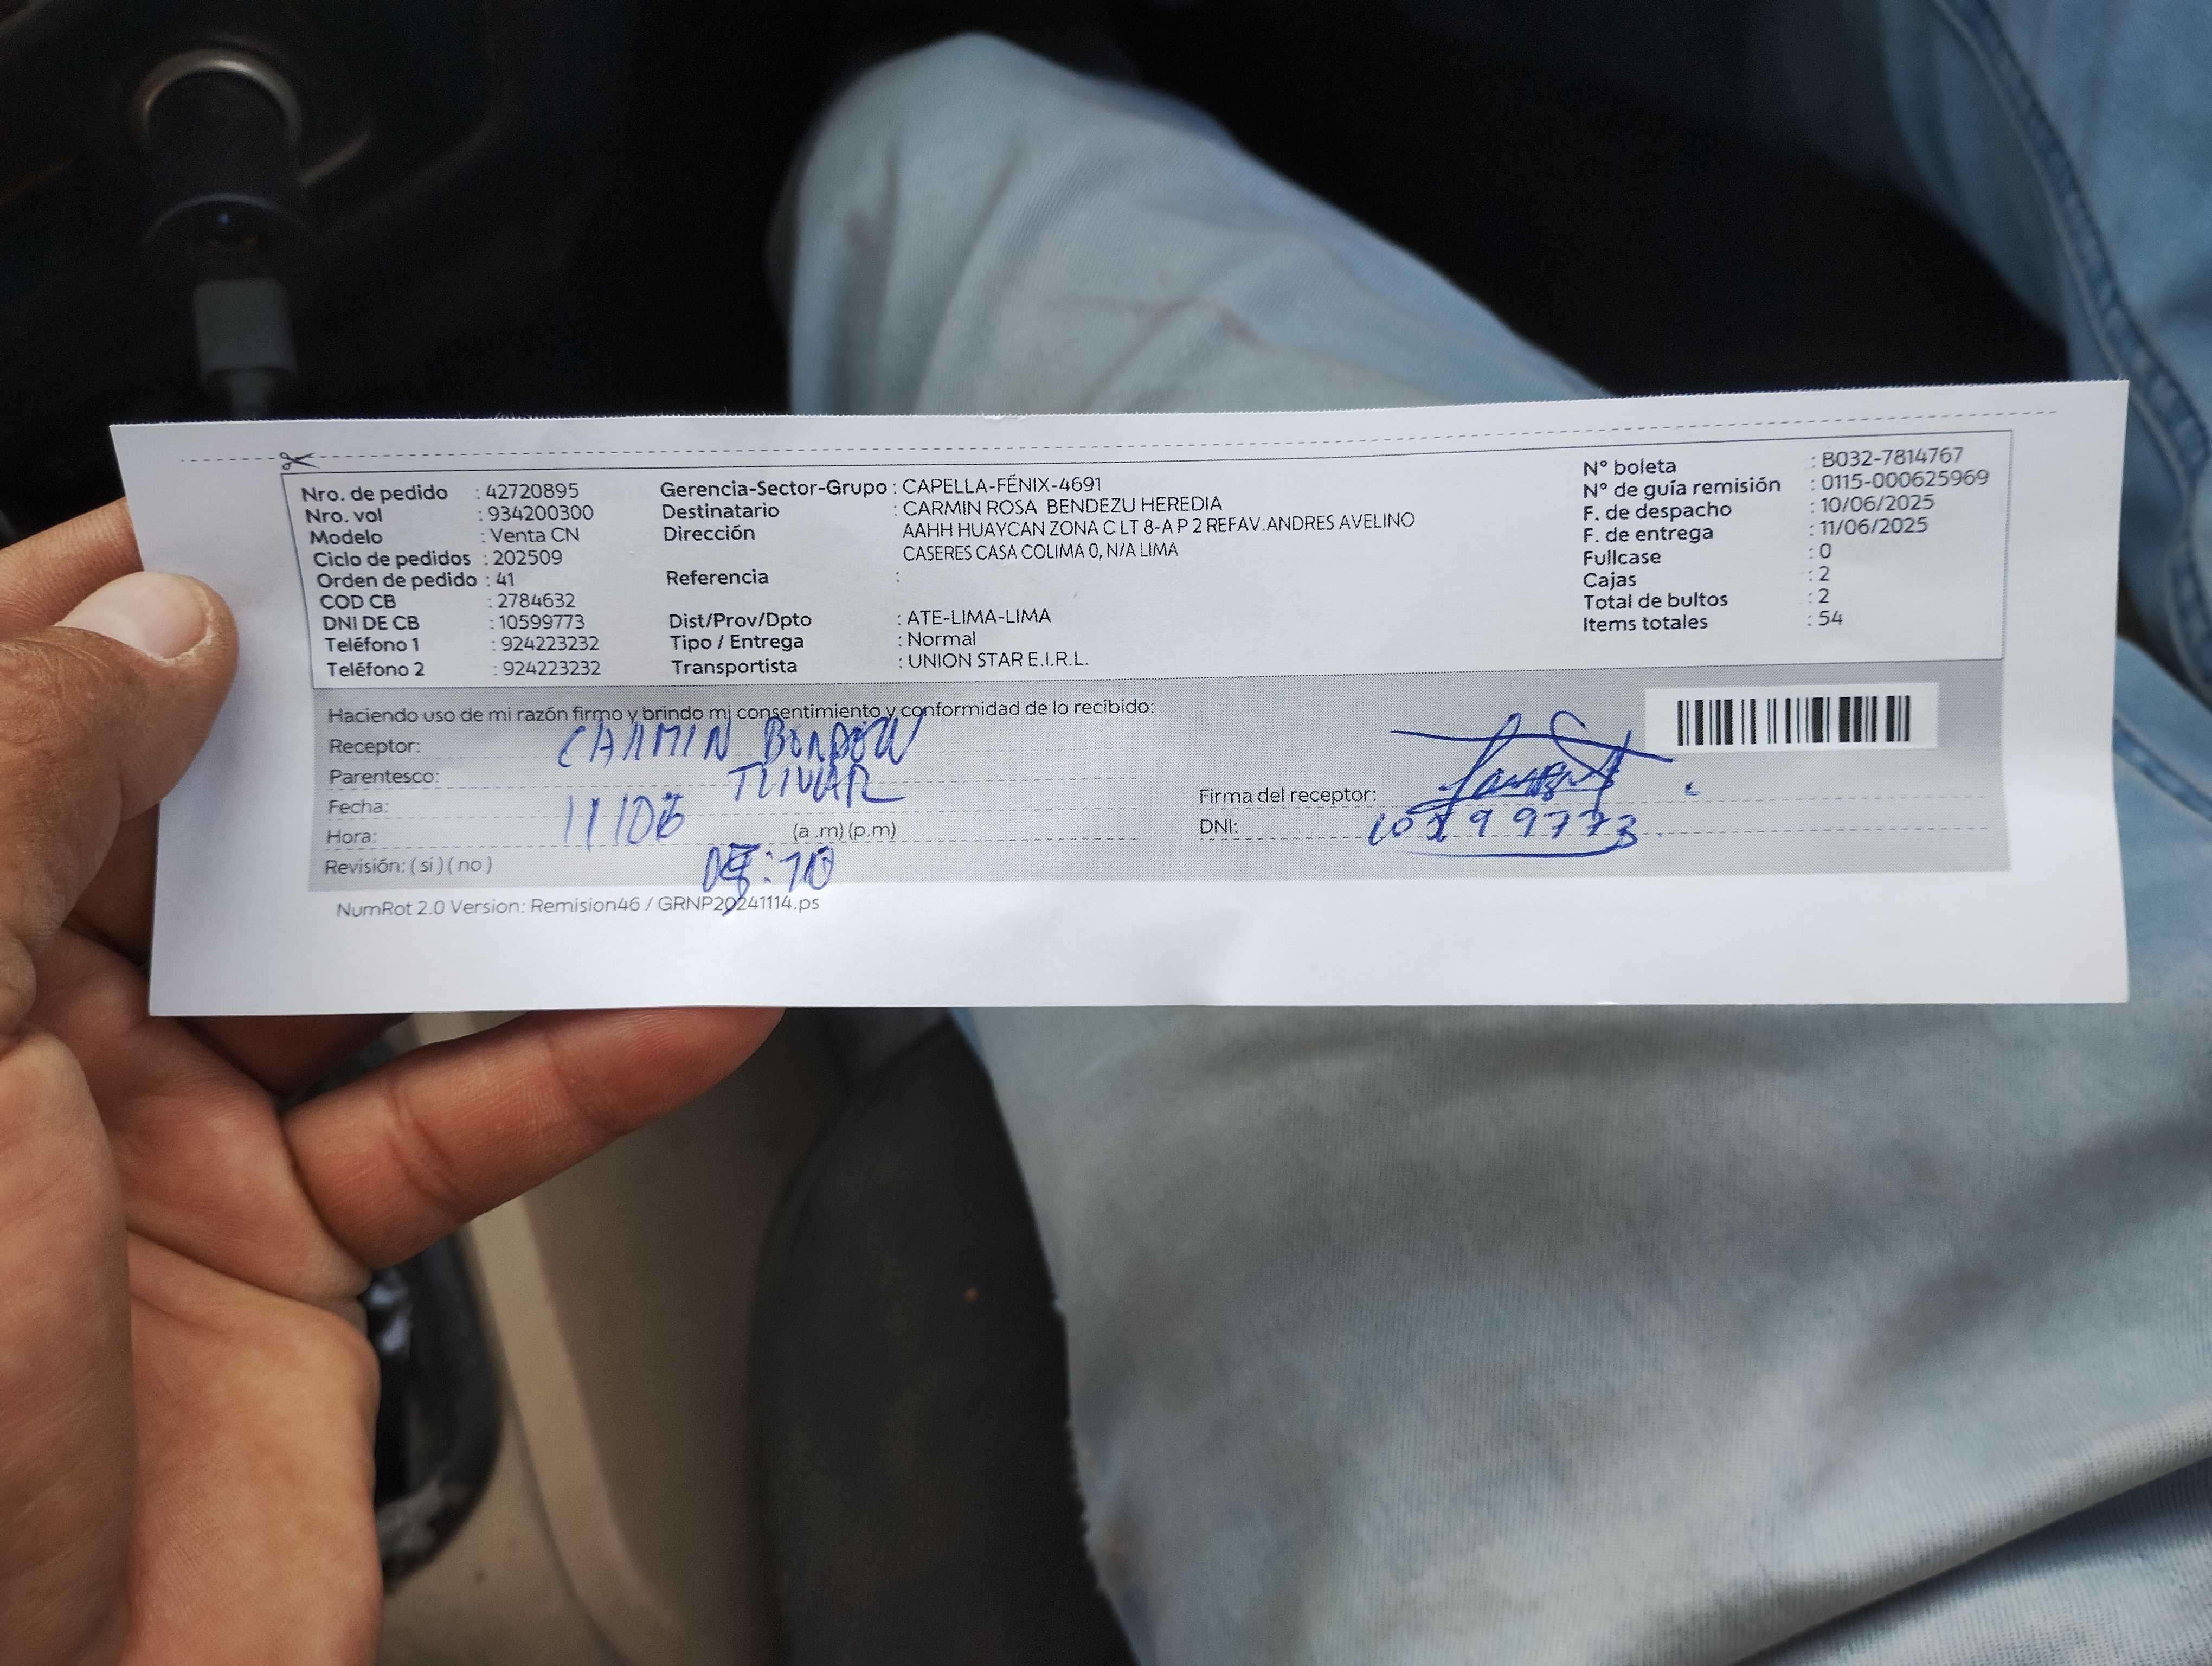 Nro. de pedido : 42720895
Nro. vol : 934200300
Modelo : Venta CN
Ciclo de pedidos : 202509
Orden de pedido : 41
COD CB : 2784632
DNI DE CB : 10599773
Teléfono 1 : 924223232
Teléfono 2 : 924223232
Gerencia-Sector-Grupo : CAPELLA-FÉNIX-4691
Destinatario : CARMIN ROSA BENDEZU HEREDIA
Dirección AAHH HUAYCAN ZONA C LT 8-A P 2 REFAV.ANDRES AVELINO
CASERES CASA COLIMA 0, N/A LIMA
Referencia :
Dist/Prov/Dpto : ATE-LIMA-LIMA
Tipo / Entrega : Normal
Transportista : UNION STAR E.I.R.L.
N° boleta : B032-7814767
N° de guía remisión : 0115-000625969
F. de despacho : 10/06/2025
F. de entrega : 11/06/2025
Fullcase : 0
Cajas : 2
Total de bultos : 2
Items totales : 54
Haciendo uso de mi razón firmo y brindo mi consentimiento y conformidad de lo recibido:
Receptor: CARMIN
Parentesco:
Fecha: 11/06
Hora: (a .m) (p.m)
Revisión: ( si ) ( no )
Firma del receptor:
DNI: 10599773
NumRot 2.0 Version: Remision46 / GRNP20241114.ps